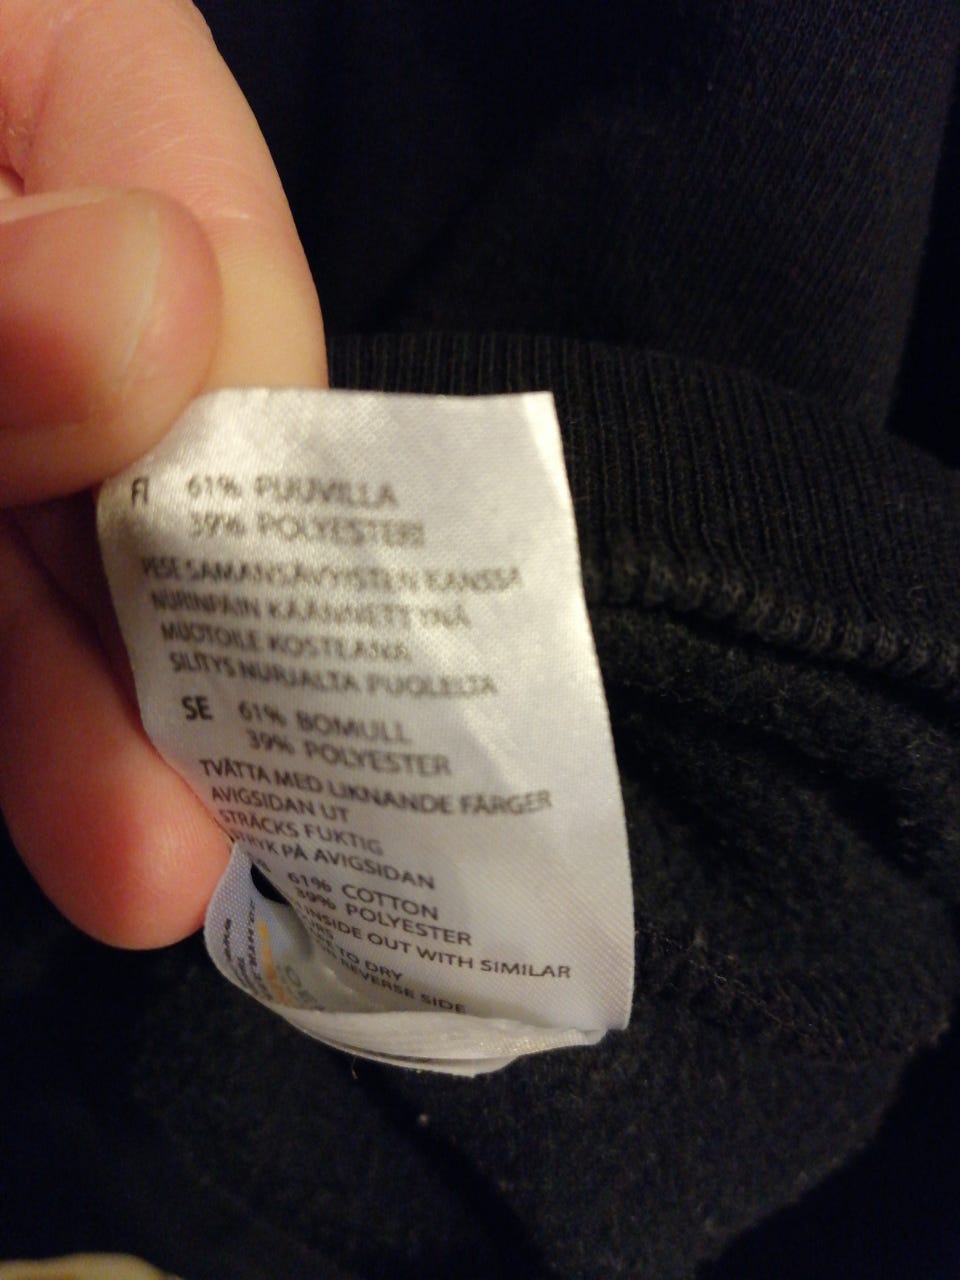 FI 61% PUUVILLA
39% POLYESTERI
PESE SAMANSÄVYISTEN KANSSA
NURINPÄIN KÄÄNNETTYNÄ
MUOTOILE KOSTEANA
SILITYS NURJALTA PUOLELTA
SE 61% BOMULL
39% POLYESTER
TVÄTTA MED LIKNANDE FÄRGER
AVIGSIDAN UT
STRÄCKS FUKTIG
STRYK PÅ AVIGSIDAN
61% COTTON
39% POLYESTER
INSIDE OUT WITH SIMILAR
TO DRY
REVERSE SIDE